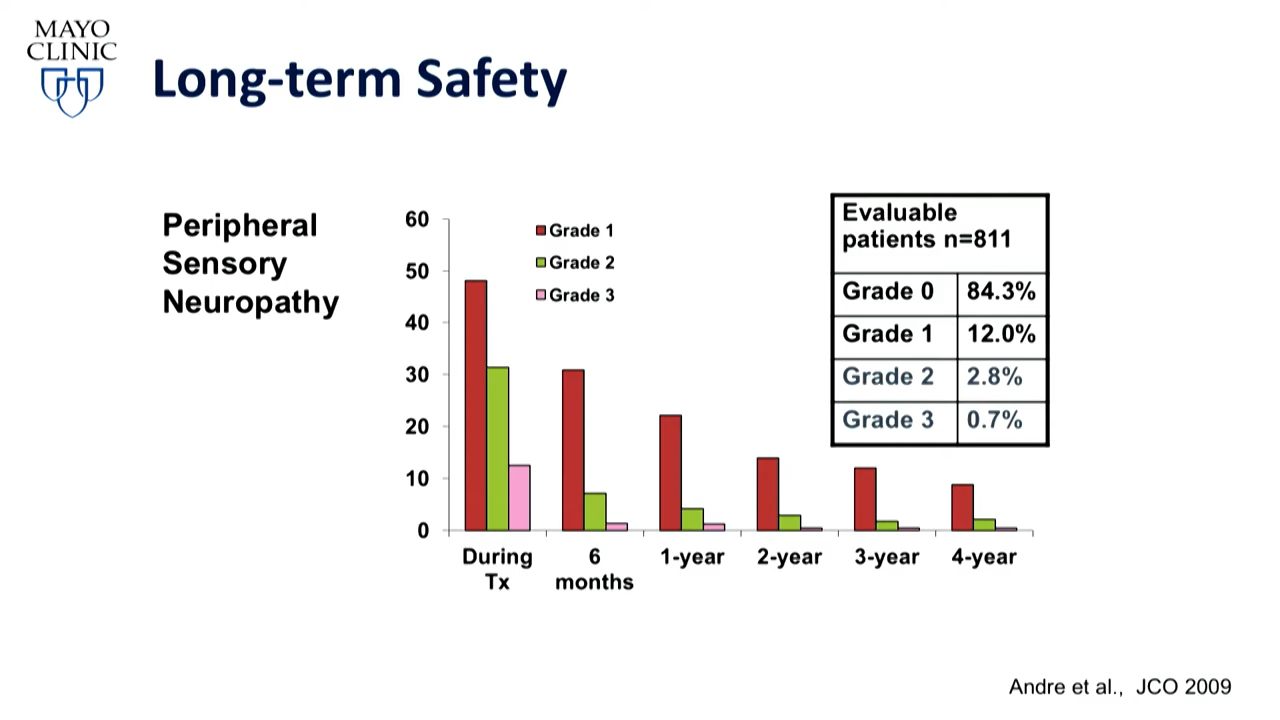 MAYO
CLINIC
Long-term Safety
Peripheral
Sensory
Neuropathy
60
50
40
30
20
10
0
Grade 1
Grade 2
Grade 3
During
Tx
6
months
1-year
2-year
3-year
4-year
Evaluable
patients n=811
Grade 0 84.3%
Grade 1 12.0%
Grade 2 2.8%
Grade 3 0.7%
Andre et al., JCO 2009